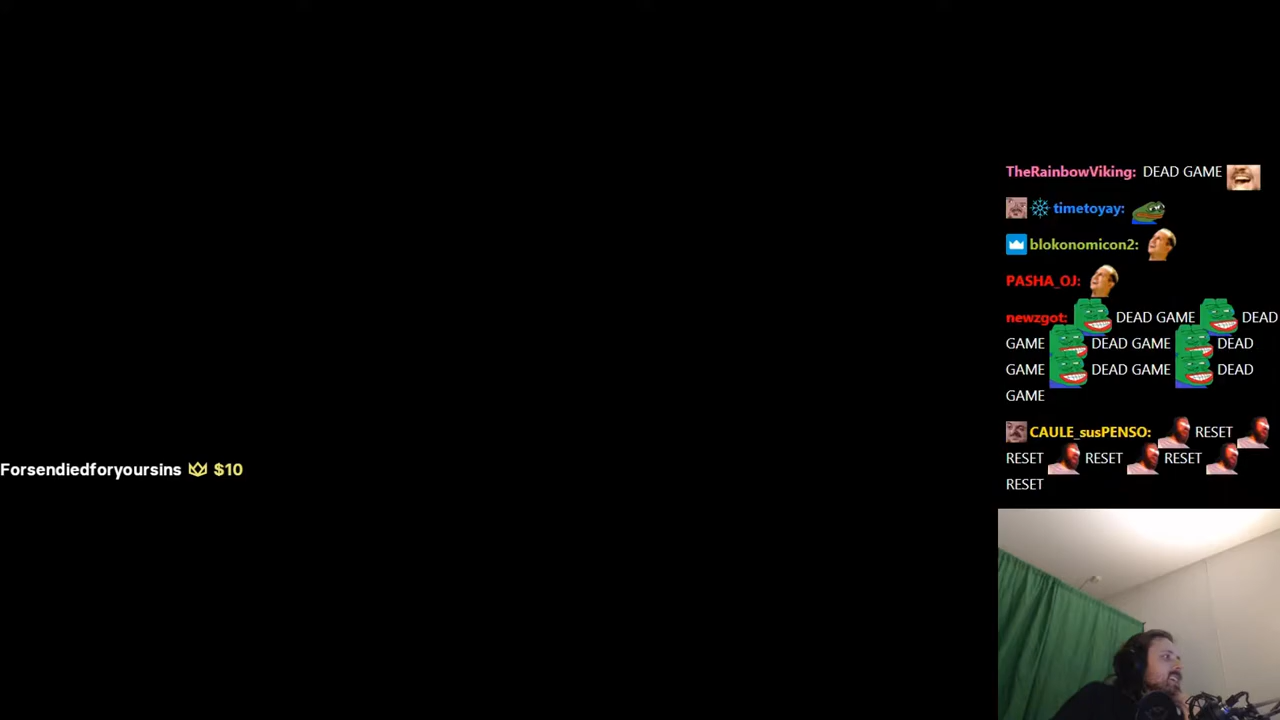 TheRainbowViking: DEAD GAME
timetoyay:
blokonomicon2:
PASHA_OJ:
newzgot: DEAD GAME DEAD
GAME DEAD GAME DEAD
GAME DEAD GAME DEAD
GAME
CAULE_susPENSO: RESET
RESET RESET RESET
RESET
Forsendiedforyoursins $10